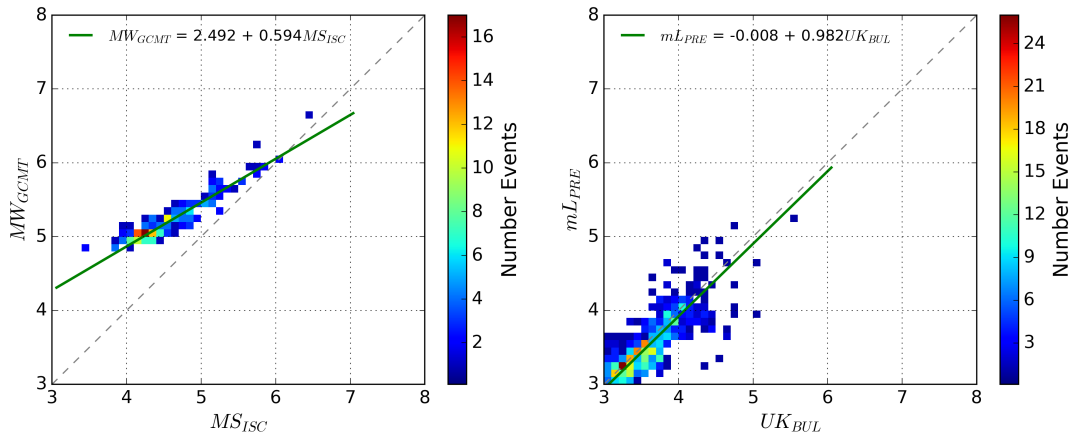 MW_GCMT = 2.492 + 0.594MS_ISC
8
7
6
5
4
3
3 4 5 6 7 8
MW_GCMT
MS_ISC
16
14
12
10
8
6
4
2
Number Events
mL_PRE = -0.008 + 0.982UK_BUL
8
7
6
5
4
3
3 4 5 6 7 8
mL_PRE
UK_BUL
24
21
18
15
12
9
6
3
Number Events